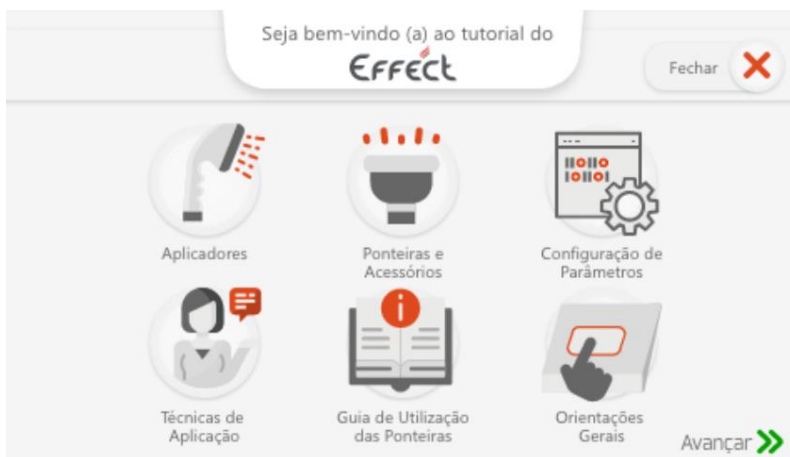 Seja bem-vindo (a) ao tutorial do
Effect
Fechar
Aplicadores
Ponteiras e
Acessórios
Configuração de
Parâmetros
Técnicas de
Aplicação
Guia de Utilização
das Ponteiras
Orientações
Gerais
Avançar